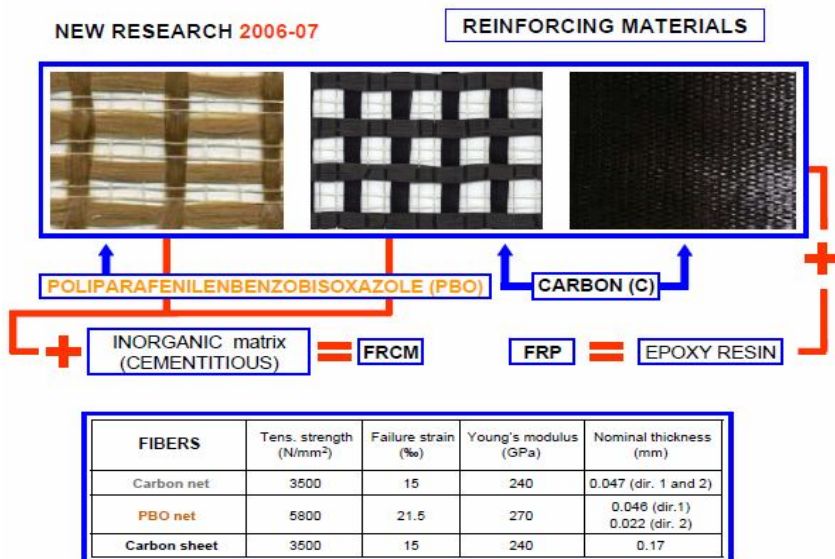 NEW RESEARCH 2006-07
REINFORCING MATERIALS
POLIPARAFENILENBENZOBISOXAZOLE (PBO)
CARBON (C)
+
+
INORGANIC matrix
(CEMENTITIOUS)
=
FRCM
FRP
=
EPOXY RESIN
FIBERS
Tens. strength
(N/mm²)
Failure strain
(‰)
Young's modulus
(GPa)
Nominal thickness
(mm)
Carbon net
3500
15
240
0.047 (dir. 1 and 2)
PBO net
5800
21.5
270
0.046 (dir.1)
0.022 (dir. 2)
Carbon sheet
3500
15
240
0.17